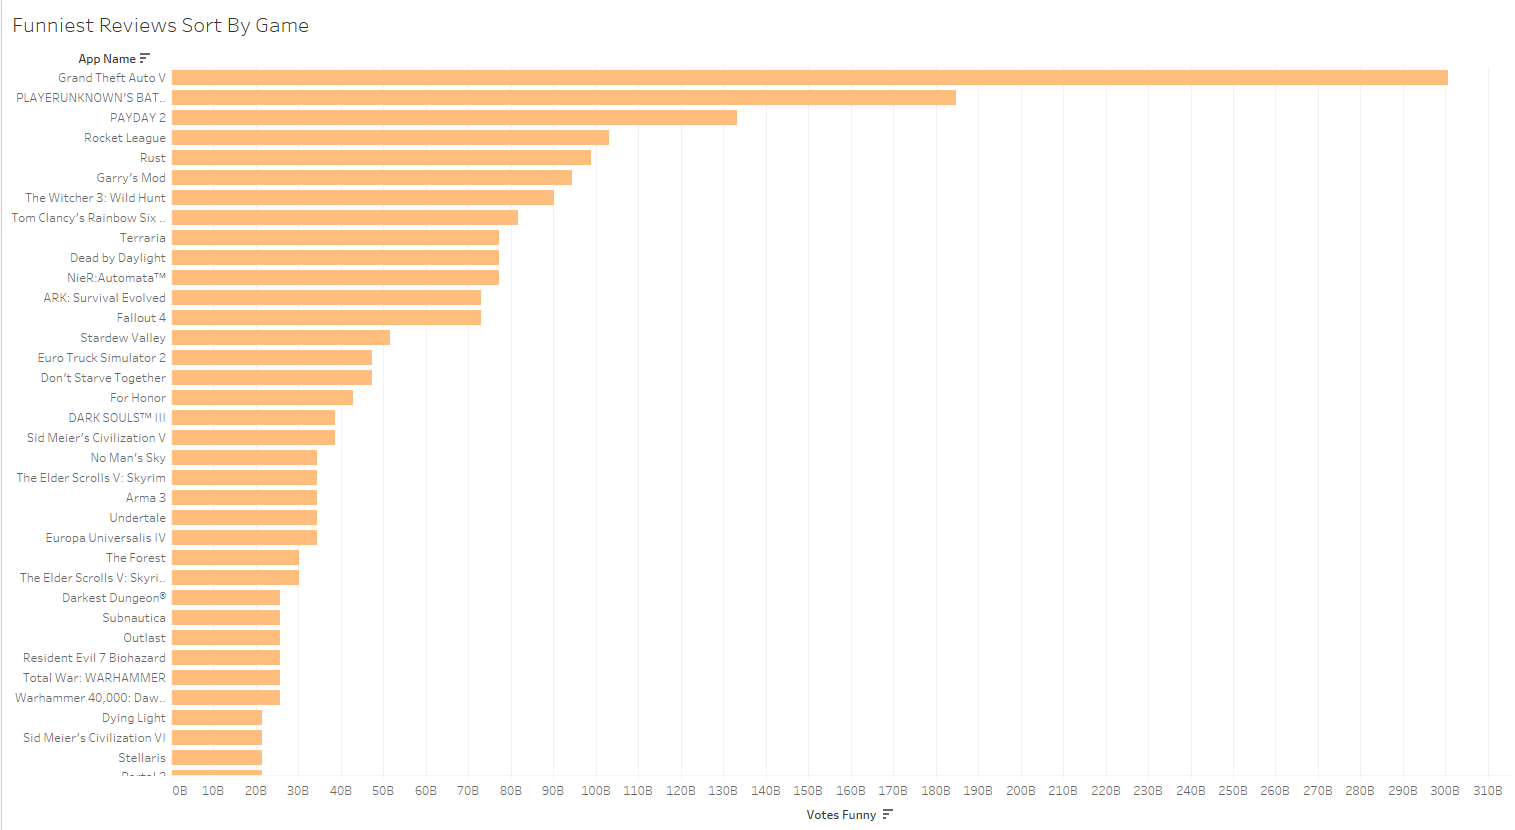 Funniest Reviews Sort By Game
App Name
Grand Theft Auto V
PLAYERUNKNOWN'S BAT..
PAYDAY 2
Rocket League
Rust
Garry's Mod
The Witcher 3: Wild Hunt
Tom Clancy's Rainbow Six ..
Terraria
Dead by Daylight
NieR:Automata™
ARK: Survival Evolved
Fallout 4
Stardew Valley
Euro Truck Simulator 2
Don't Starve Together
For Honor
DARK SOULS™ III
Sid Meier's Civilization V
No Man's Sky
The Elder Scrolls V: Skyrim
Arma 3
Undertale
Europa Universalis IV
The Forest
The Elder Scrolls V: Skyri..
Darkest Dungeon®
Subnautica
Outlast
Resident Evil 7 Biohazard
Total War: WARHAMMER
Warhammer 40,000: Daw..
Dying Light
Sid Meier's Civilization VI
Stellaris
Portal 2
0B 10B 20B 30B 40B 50B 60B 70B 80B 90B 100B 110B 120B 130B 140B 150B 160B 170B 180B 190B 200B 210B 220B 230B 240B 250B 260B 270B 280B 290B 300B 310B
Votes Funny